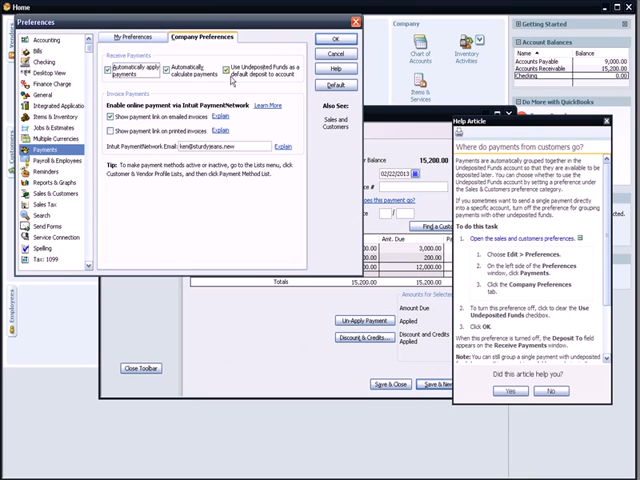 Home
Preferences
My Preferences
Company Preferences
Accounting
Bills
Checking
Desktop View
Finance Charge
General
Integrated Applicatio
Items & Inventory
Jobs & Estimates
Multiple Currencies
Payments
Payroll & Employees
Reminders
Reports & Graphs
Sales & Customers
Sales Tax
Search
Send Forms
Service Connection
Spelling
Tax: 1099
Receive Payments
Automatically apply payments
Automatically calculate payments
Use Undeposited Funds as a default deposit to account
Invoice Payments
Enable online payment via Intuit PaymentNetwork
Learn More
Show payment link on emailed invoices
Explain
Show payment link on printed invoices
Explain
Intuit PaymentNetwork Email:
ken@sturdyjeans.new
Explain
Tip: To make payment methods active or inactive, go to the Lists menu, click
Customer & Vendor Profile Lists, and then click Payment Method List.
OK
Cancel
Help
Default
Also See:
Sales and
Customers
Vendors
Customers
Employees
Company
Chart of
Accounts
Inventory
Activities
Items &
Services
Getting Started
Account Balances
Name
Balance
Accounts Payable
9,000.00
Accounts Receivable
15,200.00
Checking
0.00
Do More with QuickBooks
r Balance
15,200.00
02/22/2013
#
does this payment go?
/
Find a Custom
Amt. Due
3,000.00
200.00
12,000.00
Totals
15,200.00
15,200.00
Amounts for Selected
Amount Due
Applied
Discount and Credits
Applied
Un-Apply Payment
Discount & Credits...
Close Toolbar
Save & Close
Save & New
Help Article
Where do payments from customers go?
Payments are automatically grouped together in the
Undeposited Funds account so that they are available to be
deposited later. You can choose whether to use the
Undeposited Funds account by setting a preference under
the Sales & Customers preference category.
If you sometimes want to send a single payment directly
into a specific account, turn off the preference for grouping
payments with other undeposited funds.
To do this task
1. Open the sales and customers preferences.
1. Choose Edit > Preferences.
2. On the left side of the Preferences
window, click Payments.
3. Click the Company Preferences
tab.
2. To turn this preference off, click to clear the Use
Undeposited Funds checkbox.
3. Click OK.
When this preference is turned off, the Deposit To field
appears on the Receive Payments window.
Note: You can still group a single payment with undeposited
Did this article help you?
Yes
No